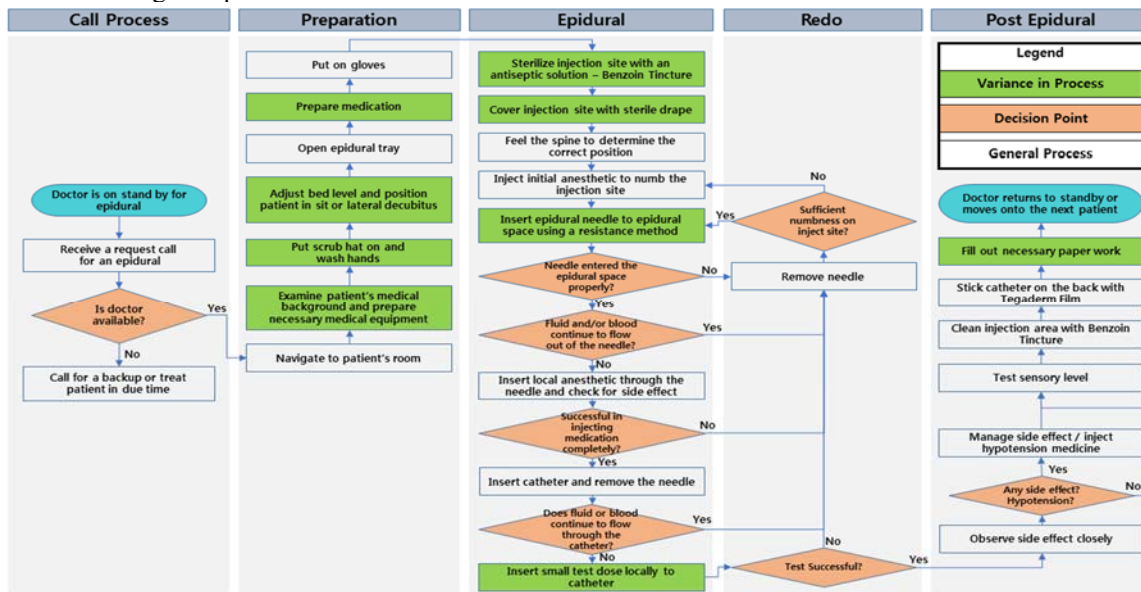 Call Process
Doctor is on stand by for
epidural
Receive a request call
for an epidural
Is doctor
available?
Yes
No
Call for a backup or treat
patient in due time
Preparation
Put on gloves
Prepare medication
Open epidural tray
Adjust bed level and position
patient in sit or lateral decubitus
Put scrub hat on and
wash hands
Examine patient's medical
background and prepare
necessary medical equipment
Navigate to patient's room
Epidural
Sterilize injection site with an
antiseptic solution – Benzoin Tincture
Cover injection site with sterile drape
Feel the spine to determine the
correct position
Inject initial anesthetic to numb the
injection site
Insert epidural needle to epidural
space using a resistance method
Needle entered the
epidural space
properly?
No
Yes
Fluid and/or blood
continue to flow
out of the needle?
Yes
No
Insert local anesthetic through the
needle and check for side effect
Successful in
injecting
medication
completely?
No
Yes
Insert catheter and remove the needle
Does fluid or blood
continue to flow
through the
catheter?
Yes
No
Insert small test dose locally to
catheter
Redo
No
Sufficient
numbness on
inject site?
Yes
Remove needle
No
Test Successful?
Yes
Post Epidural
Legend
Variance in Process
Decision Point
General Process
Doctor returns to standby or
moves onto the next patient
Fill out necessary paper work
Stick catheter on the back with
Tegaderm Film
Clean injection area with Benzoin
Tincture
Test sensory level
Manage side effect / inject
hypotension medicine
Yes
Any side effect?
Hypotension?
No
Observe side effect closely